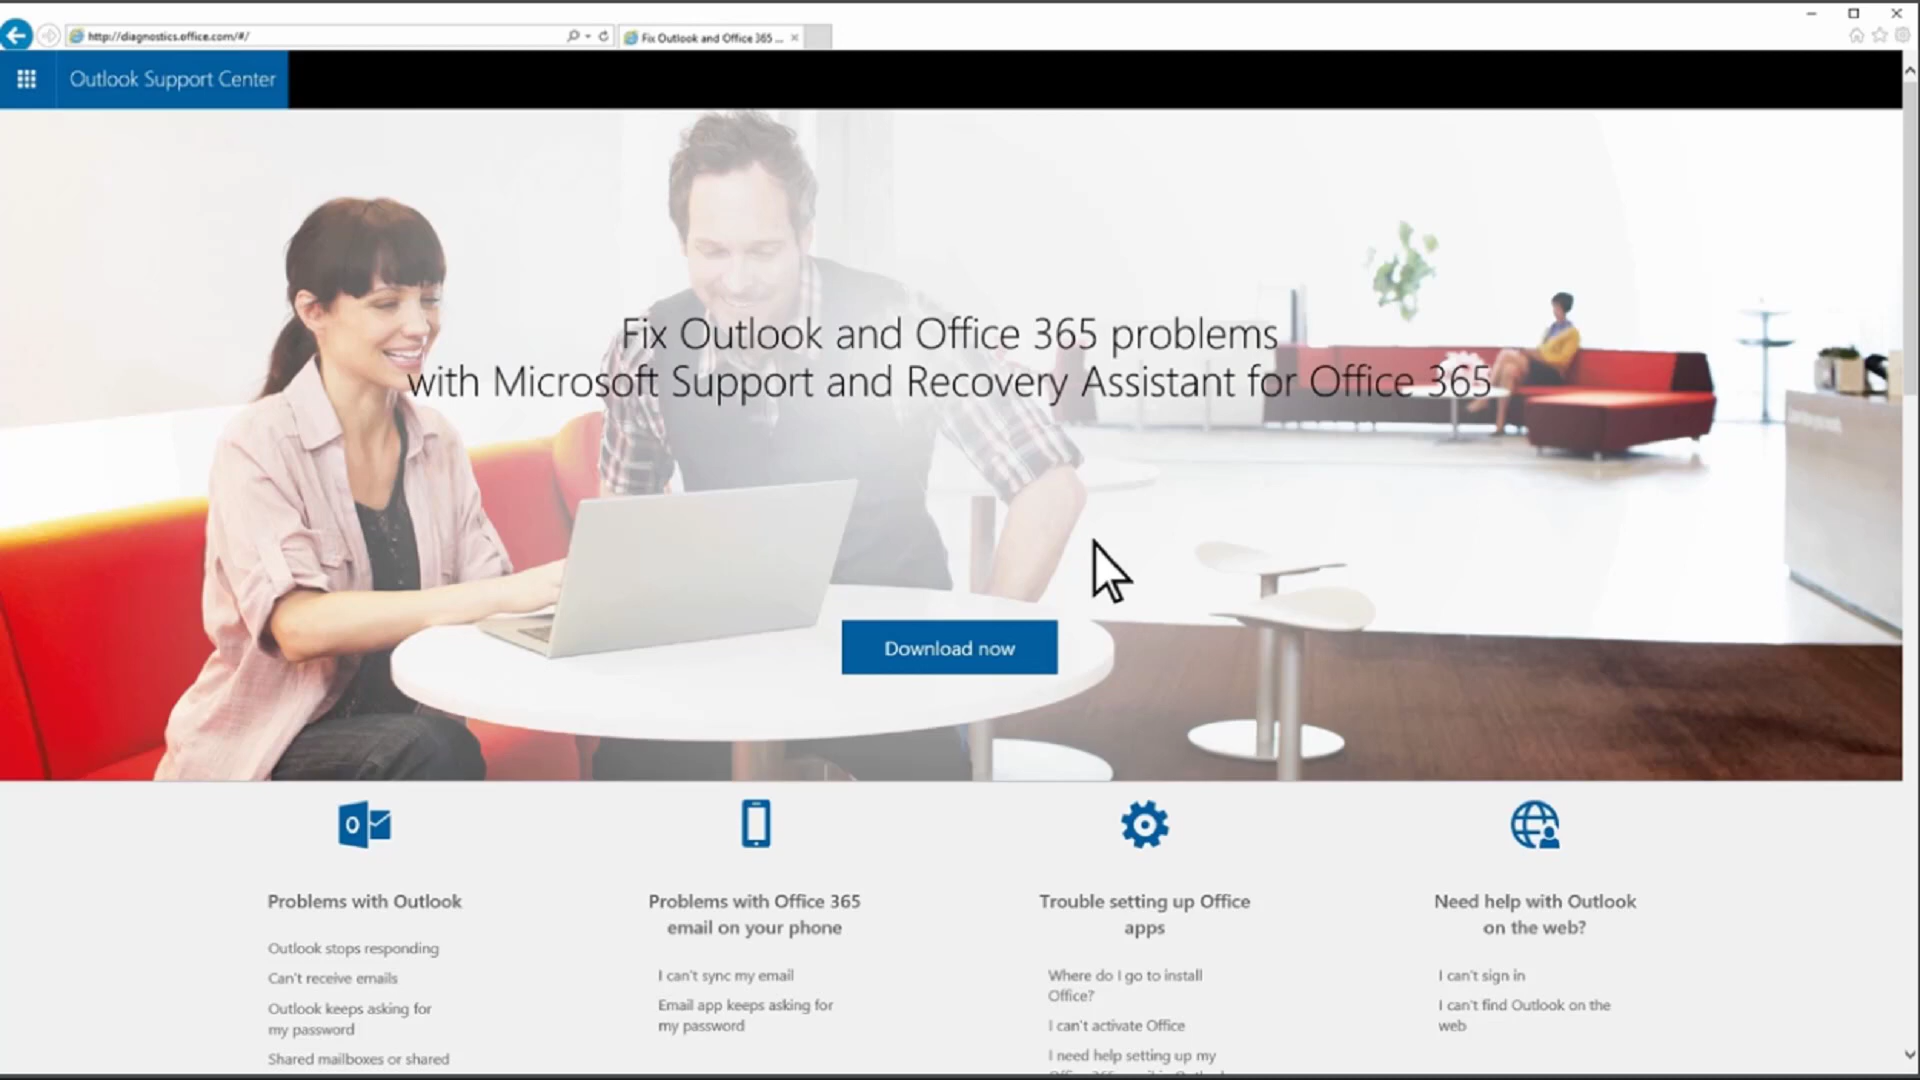 http://diagnostics.office.com/#/
Fix Outlook and Office 365 ...
Outlook Support Center
Fix Outlook and Office 365 problems
with Microsoft Support and Recovery Assistant for Office 365
Download now
Problems with Outlook
Outlook stops responding
Can't receive emails
Outlook keeps asking for
my password
Shared mailboxes or shared
Problems with Office 365
email on your phone
I can't sync my email
Email app keeps asking for
my password
Trouble setting up Office
apps
Where do I go to install
Office?
I can't activate Office
I need help setting up my
Need help with Outlook
on the web?
I can't sign in
I can't find Outlook on the
web